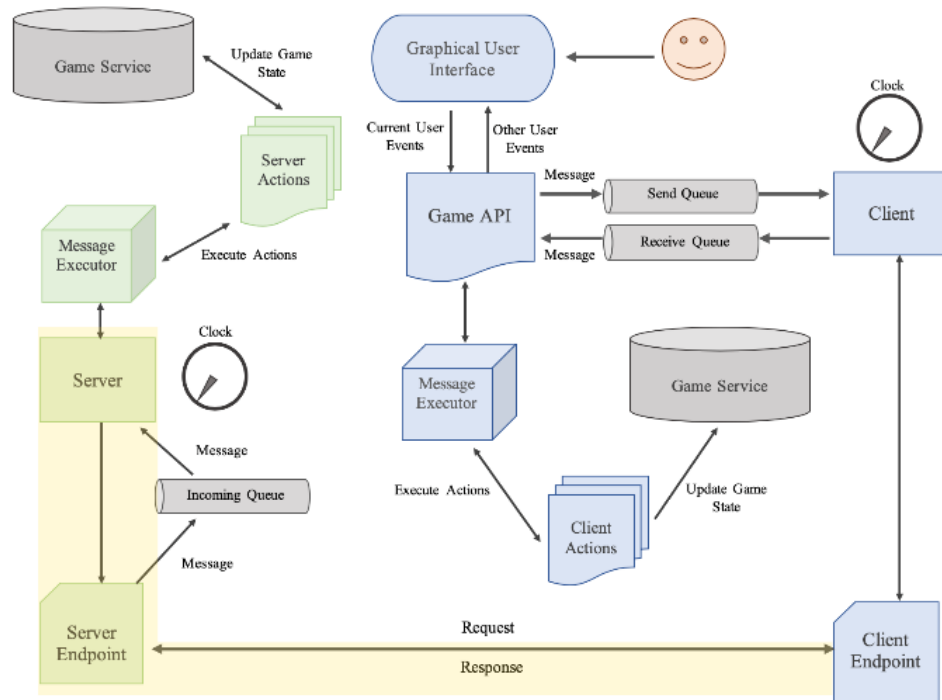 Game Service
Update Game
State
Server
Actions
Message
Executor
Execute Actions
Clock
Server
Message
Incoming Queue
Message
Server
Endpoint
Graphical User
Interface
Current User
Events
Other User
Events
Game API
Message
Send Queue
Receive Queue
Message
Clock
Client
Message
Executor
Game Service
Execute Actions
Client
Actions
Update Game
State
Request
Response
Client
Endpoint